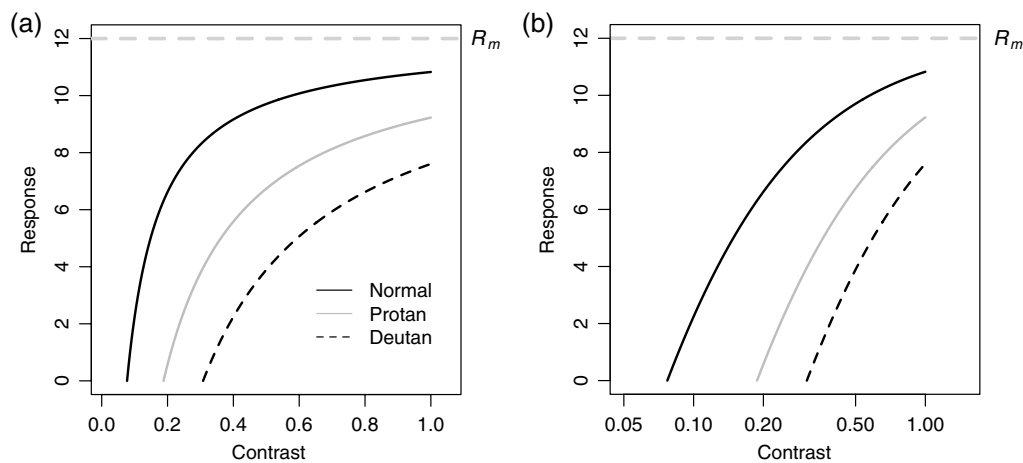 (a)
R_m
Response
0
2
4
6
8
10
12
Normal
Protan
Deutan
0.0 0.2 0.4 0.6 0.8 1.0
Contrast
(b)
R_m
Response
0
2
4
6
8
10
12
0.05 0.10 0.20 0.50 1.00
Contrast